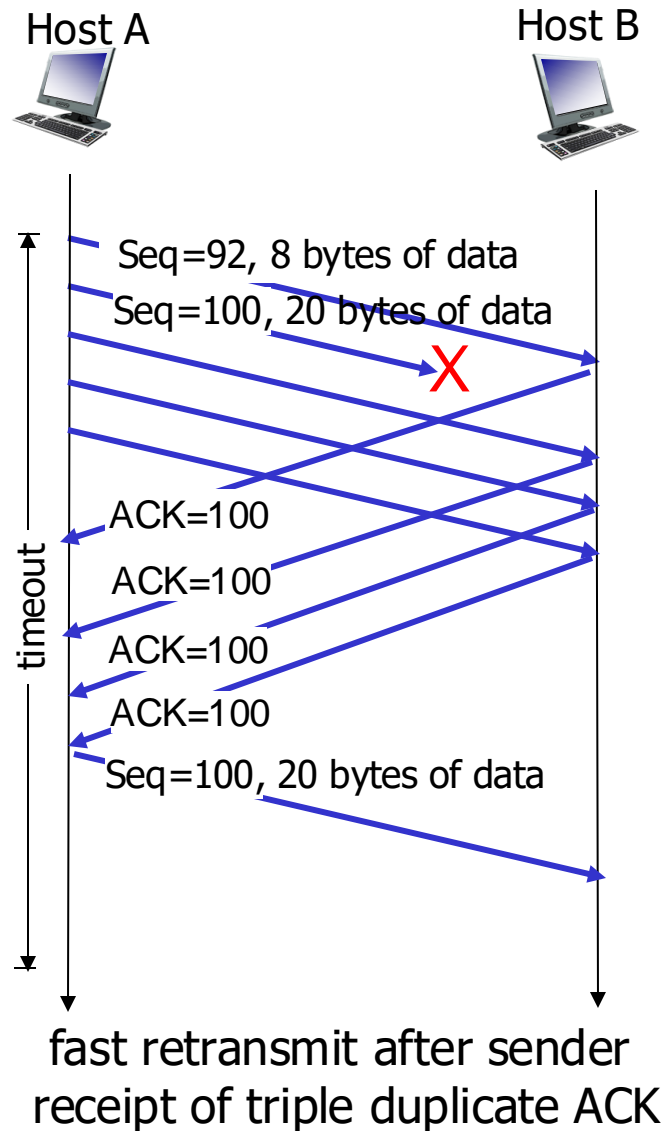 Host A
Host B
Seq=92, 8 bytes of data
Seq=100, 20 bytes of data
X
timeout
ACK=100
ACK=100
ACK=100
ACK=100
Seq=100, 20 bytes of data
fast retransmit after sender
receipt of triple duplicate ACK